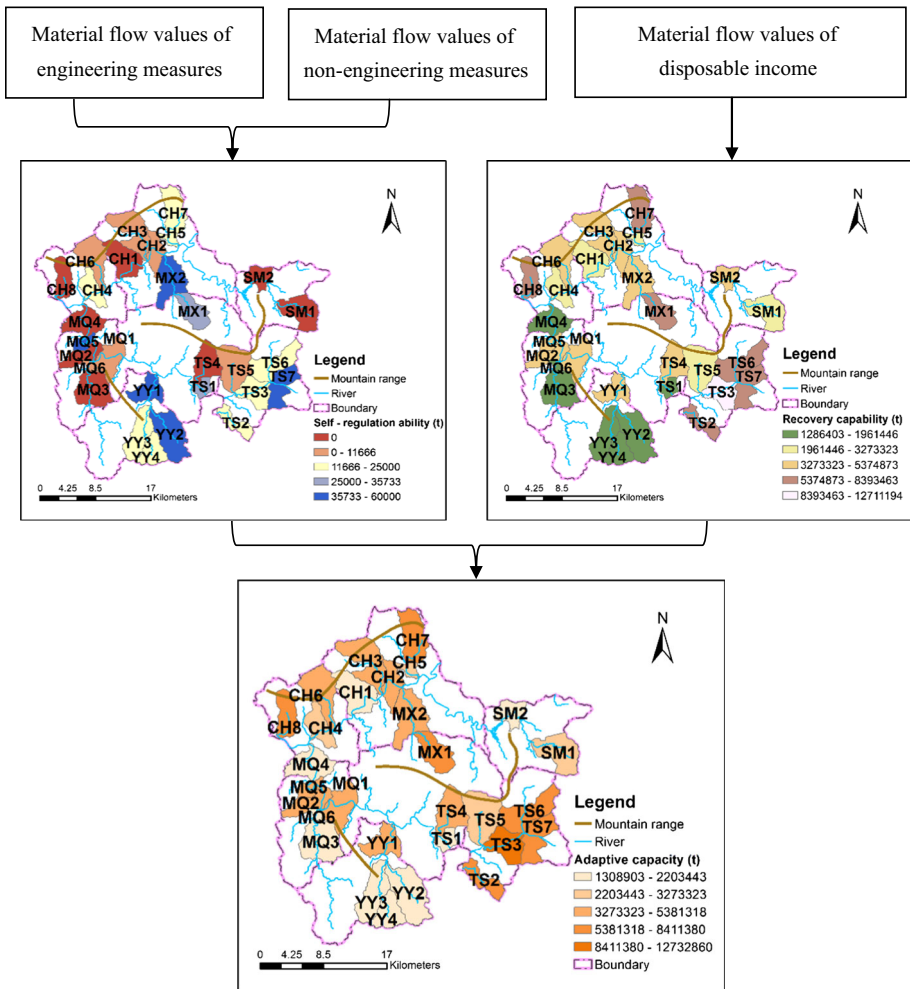 Material flow values of
engineering measures
Material flow values of
non-engineering measures
Material flow values of
disposable income
N
CH7
CH3
CH5
CH2
CH6
CH1
CH8
CH4
MX2
MX1
SM2
SM1
MQ4
MQ5
MQ1
MQ2
MQ6
MQ3
TS4
TS5
TS6
TS7
TS1
TS3
TS2
YY1
YY3
YY2
YY4
Legend
Mountain range
River
Boundary
Self - regulation ability (t)
0
0 - 11666
11666 - 25000
25000 - 35733
35733 - 60000
0 4.25 8.5 17
Kilometers
N
CH7
CH3
CH5
CH2
CH6
CH1
CH8
CH4
MX2
MX1
SM2
SM1
MQ4
MQ5
MQ1
MQ2
MQ6
MQ3
TS4
TS5
TS6
TS7
TS1
TS3
TS2
YY1
YY3
YY2
YY4
Legend
Mountain range
River
Boundary
Recovery capability (t)
1286403 - 1961446
1961446 - 3273323
3273323 - 5374873
5374873 - 8393463
8393463 - 12711194
0 4.25 8.5 17
Kilometers
N
CH7
CH3
CH5
CH2
CH6
CH1
CH8
CH4
MX2
MX1
SM2
SM1
MQ4
MQ5
MQ1
MQ2
MQ6
MQ3
TS4
TS5
TS6
TS7
TS1
TS3
TS2
YY1
YY3
YY2
YY4
Legend
Mountain range
River
Adaptive capacity (t)
1308903 - 2203443
2203443 - 3273323
3273323 - 5381318
5381318 - 8411380
8411380 - 12732860
Boundary
0 4.25 8.5 17
Kilometers